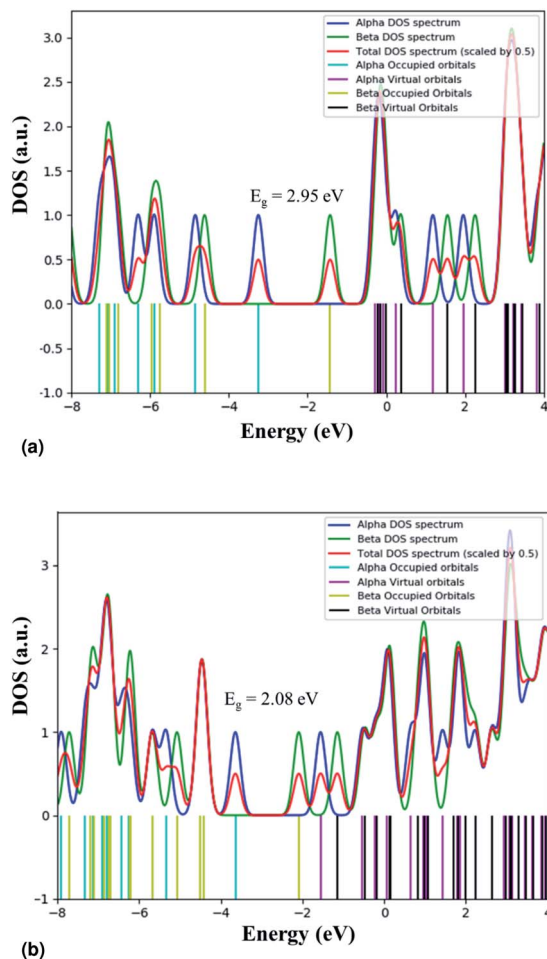 Alpha DOS spectrum
Beta DOS spectrum
Total DOS spectrum (scaled by 0.5)
Alpha Occupied orbitals
Alpha Virtual orbitals
Beta Occupied Orbitals
Beta Virtual Orbitals
3.0
2.5
2.0
1.5
1.0
0.5
0.0
-0.5
-1.0
DOS (a.u.)
Eg = 2.95 eV
-8
-6
-4
-2
0
2
4
Energy (eV)
(a)
Alpha DOS spectrum
Beta DOS spectrum
Total DOS spectrum (scaled by 0.5)
Alpha Occupied orbitals
Alpha Virtual orbitals
Beta Occupied Orbitals
Beta Virtual Orbitals
3
2
1
0
−1
DOS (a.u.)
Eg = 2.08 eV
−8
−6
−4
−2
0
2
4
Energy (eV)
(b)